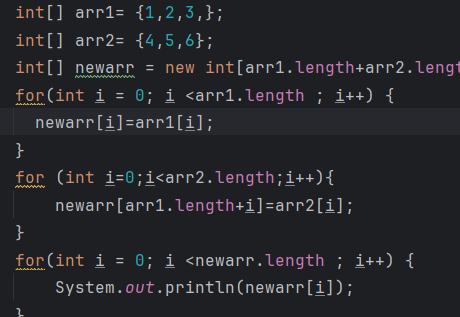 int[] arr1= {1,2,3,};
int[] arr2= {4,5,6};
int[] newarr = new int[arr1.length+arr2.lengt
for(int i = 0; i <arr1.length ; i++) {
newarr[i]=arr1[i];
}
for (int i=0;i<arr2.length;i++){
newarr[arr1.length+i]=arr2[i];
}
for(int i = 0; i <newarr.length ; i++) {
System.out.println(newarr[i]);
}